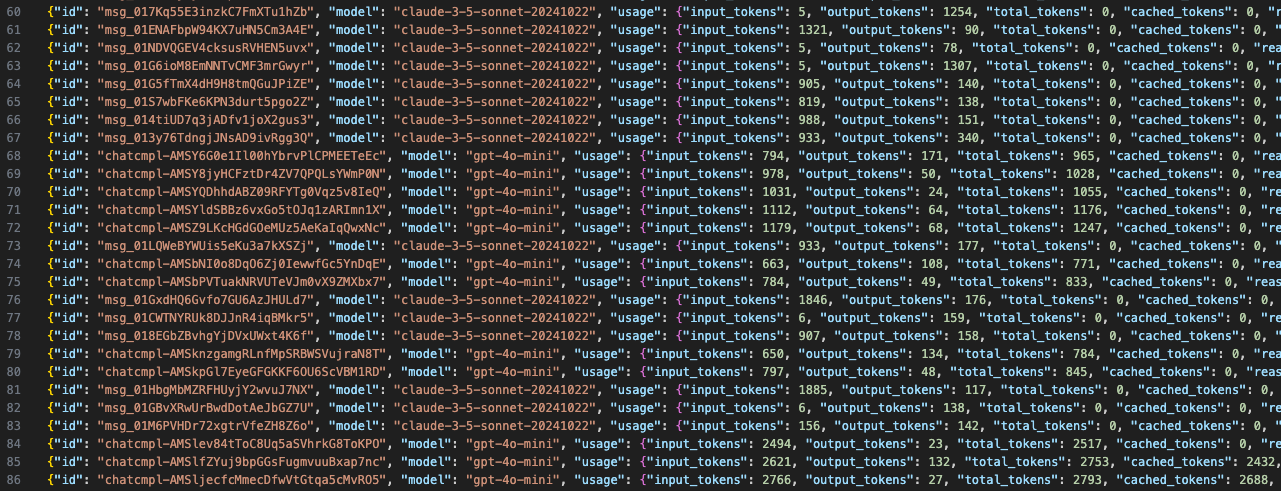 60 {"id": "msg_017Kq55E3inzkC7FmXTu1hZb", "model": "claude-3-5-sonnet-20241022", "usage": {"input_tokens": 5, "output_tokens": 1254, "total_tokens": 0, "cached_tokens": 0, "re
61 {"id": "msg_01ENAFbpW94KX7uHN5Cm3A4E", "model": "claude-3-5-sonnet-20241022", "usage": {"input_tokens": 1321, "output_tokens": 90, "total_tokens": 0, "cached_tokens": 0,
62 {"id": "msg_01NDVQGEV4cksusRVHEN5uvx", "model": "claude-3-5-sonnet-20241022", "usage": {"input_tokens": 5, "output_tokens": 78, "total_tokens": 0, "cached_tokens": 0, "rea
63 {"id": "msg_01G6ioM8EmNNTvCMF3mrGwyr", "model": "claude-3-5-sonnet-20241022", "usage": {"input_tokens": 5, "output_tokens": 1307, "total_tokens": 0, "cached_tokens": 0, "r
64 {"id": "msg_01G5fTmX4dH9H8tmQGuJPiZE", "model": "claude-3-5-sonnet-20241022", "usage": {"input_tokens": 905, "output_tokens": 140, "total_tokens": 0, "cached_tokens": 0,
65 {"id": "msg_01S7wbFKe6KPN3durt5pgo2Z", "model": "claude-3-5-sonnet-20241022", "usage": {"input_tokens": 819, "output_tokens": 138, "total_tokens": 0, "cached_tokens": 0,
66 {"id": "msg_014tiUD7q3jADfv1joX2gus3", "model": "claude-3-5-sonnet-20241022", "usage": {"input_tokens": 988, "output_tokens": 151, "total_tokens": 0, "cached_tokens": 0,
67 {"id": "msg_013y76TdngjJNsAD9ivRgg3Q", "model": "claude-3-5-sonnet-20241022", "usage": {"input_tokens": 933, "output_tokens": 340, "total_tokens": 0, "cached_tokens": 0,
68 {"id": "chatcmpl-AMSY6G0e1Il00hYbrvPlCPMEETeEc", "model": "gpt-4o-mini", "usage": {"input_tokens": 794, "output_tokens": 171, "total_tokens": 965, "cached_tokens": 0, "rea
69 {"id": "chatcmpl-AMSY8jyHCFztDr4ZV7QPQLsYWmP0N", "model": "gpt-4o-mini", "usage": {"input_tokens": 978, "output_tokens": 50, "total_tokens": 1028, "cached_tokens": 0, "rea
70 {"id": "chatcmpl-AMSYQDhhdABZ09RFYTg0Vqz5v8IeQ", "model": "gpt-4o-mini", "usage": {"input_tokens": 1031, "output_tokens": 24, "total_tokens": 1055, "cached_tokens": 0, "re
71 {"id": "chatcmpl-AMSYldSBBz6vxGo5tOJq1zARImn1X", "model": "gpt-4o-mini", "usage": {"input_tokens": 1112, "output_tokens": 64, "total_tokens": 1176, "cached_tokens": 0, "re
72 {"id": "chatcmpl-AMSZ9LKcHGdGOeMUz5AeKaIqQwxNc", "model": "gpt-4o-mini", "usage": {"input_tokens": 1179, "output_tokens": 68, "total_tokens": 1247, "cached_tokens": 0, "re
73 {"id": "msg_01LQWeBYWUis5eKu3a7kXSZj", "model": "claude-3-5-sonnet-20241022", "usage": {"input_tokens": 933, "output_tokens": 177, "total_tokens": 0, "cached_tokens": 0,
74 {"id": "chatcmpl-AMSbNI0o8DqO6Zj0IewwfGc5YnDqE", "model": "gpt-4o-mini", "usage": {"input_tokens": 663, "output_tokens": 108, "total_tokens": 771, "cached_tokens": 0, "rea
75 {"id": "chatcmpl-AMSbPVTuakNRVUTeVJm0vX9ZMXbx7", "model": "gpt-4o-mini", "usage": {"input_tokens": 784, "output_tokens": 49, "total_tokens": 833, "cached_tokens": 0, "reas
76 {"id": "msg_01GxdHQ6Gvfo7GU6AzJHULd7", "model": "claude-3-5-sonnet-20241022", "usage": {"input_tokens": 1846, "output_tokens": 176, "total_tokens": 0, "cached_tokens": 0,
77 {"id": "msg_01CWTNYRUk8DJJnR4iqBMkr5", "model": "claude-3-5-sonnet-20241022", "usage": {"input_tokens": 6, "output_tokens": 159, "total_tokens": 0, "cached_tokens": 0, "re
78 {"id": "msg_018EGbZBvhgYjDVxUWxt4K6f", "model": "claude-3-5-sonnet-20241022", "usage": {"input_tokens": 907, "output_tokens": 158, "total_tokens": 0, "cached_tokens": 0,
79 {"id": "chatcmpl-AMSknzgamgRLnfMpSRBWSVujraN8T", "model": "gpt-4o-mini", "usage": {"input_tokens": 650, "output_tokens": 134, "total_tokens": 784, "cached_tokens": 0, "rea
80 {"id": "chatcmpl-AMSkpGl7EyeGFGKKF6OU6ScVBM1RD", "model": "gpt-4o-mini", "usage": {"input_tokens": 797, "output_tokens": 48, "total_tokens": 845, "cached_tokens": 0, "reas
81 {"id": "msg_01HbgMbMZRFHUyjY2wvuJ7NX", "model": "claude-3-5-sonnet-20241022", "usage": {"input_tokens": 1885, "output_tokens": 117, "total_tokens": 0, "cached_tokens": 0,
82 {"id": "msg_01GBvXRwUrBwdDotAeJbGZ7U", "model": "claude-3-5-sonnet-20241022", "usage": {"input_tokens": 6, "output_tokens": 138, "total_tokens": 0, "cached_tokens": 0, "re
83 {"id": "msg_01M6PVHDr72xgtrVfeZH8Z6o", "model": "claude-3-5-sonnet-20241022", "usage": {"input_tokens": 156, "output_tokens": 142, "total_tokens": 0, "cached_tokens": 0,
84 {"id": "chatcmpl-AMSlev84tToC8Uq5aSVhrkG8ToKPO", "model": "gpt-4o-mini", "usage": {"input_tokens": 2494, "output_tokens": 23, "total_tokens": 2517, "cached_tokens": 0, "re
85 {"id": "chatcmpl-AMSlfZYuj9bpGGsFugmvuuBxap7nc", "model": "gpt-4o-mini", "usage": {"input_tokens": 2621, "output_tokens": 132, "total_tokens": 2753, "cached_tokens": 2432,
86 {"id": "chatcmpl-AMSljecfcMmecDfwVtGtqa5cMvRO5", "model": "gpt-4o-mini", "usage": {"input_tokens": 2766, "output_tokens": 27, "total_tokens": 2793, "cached_tokens": 2688,